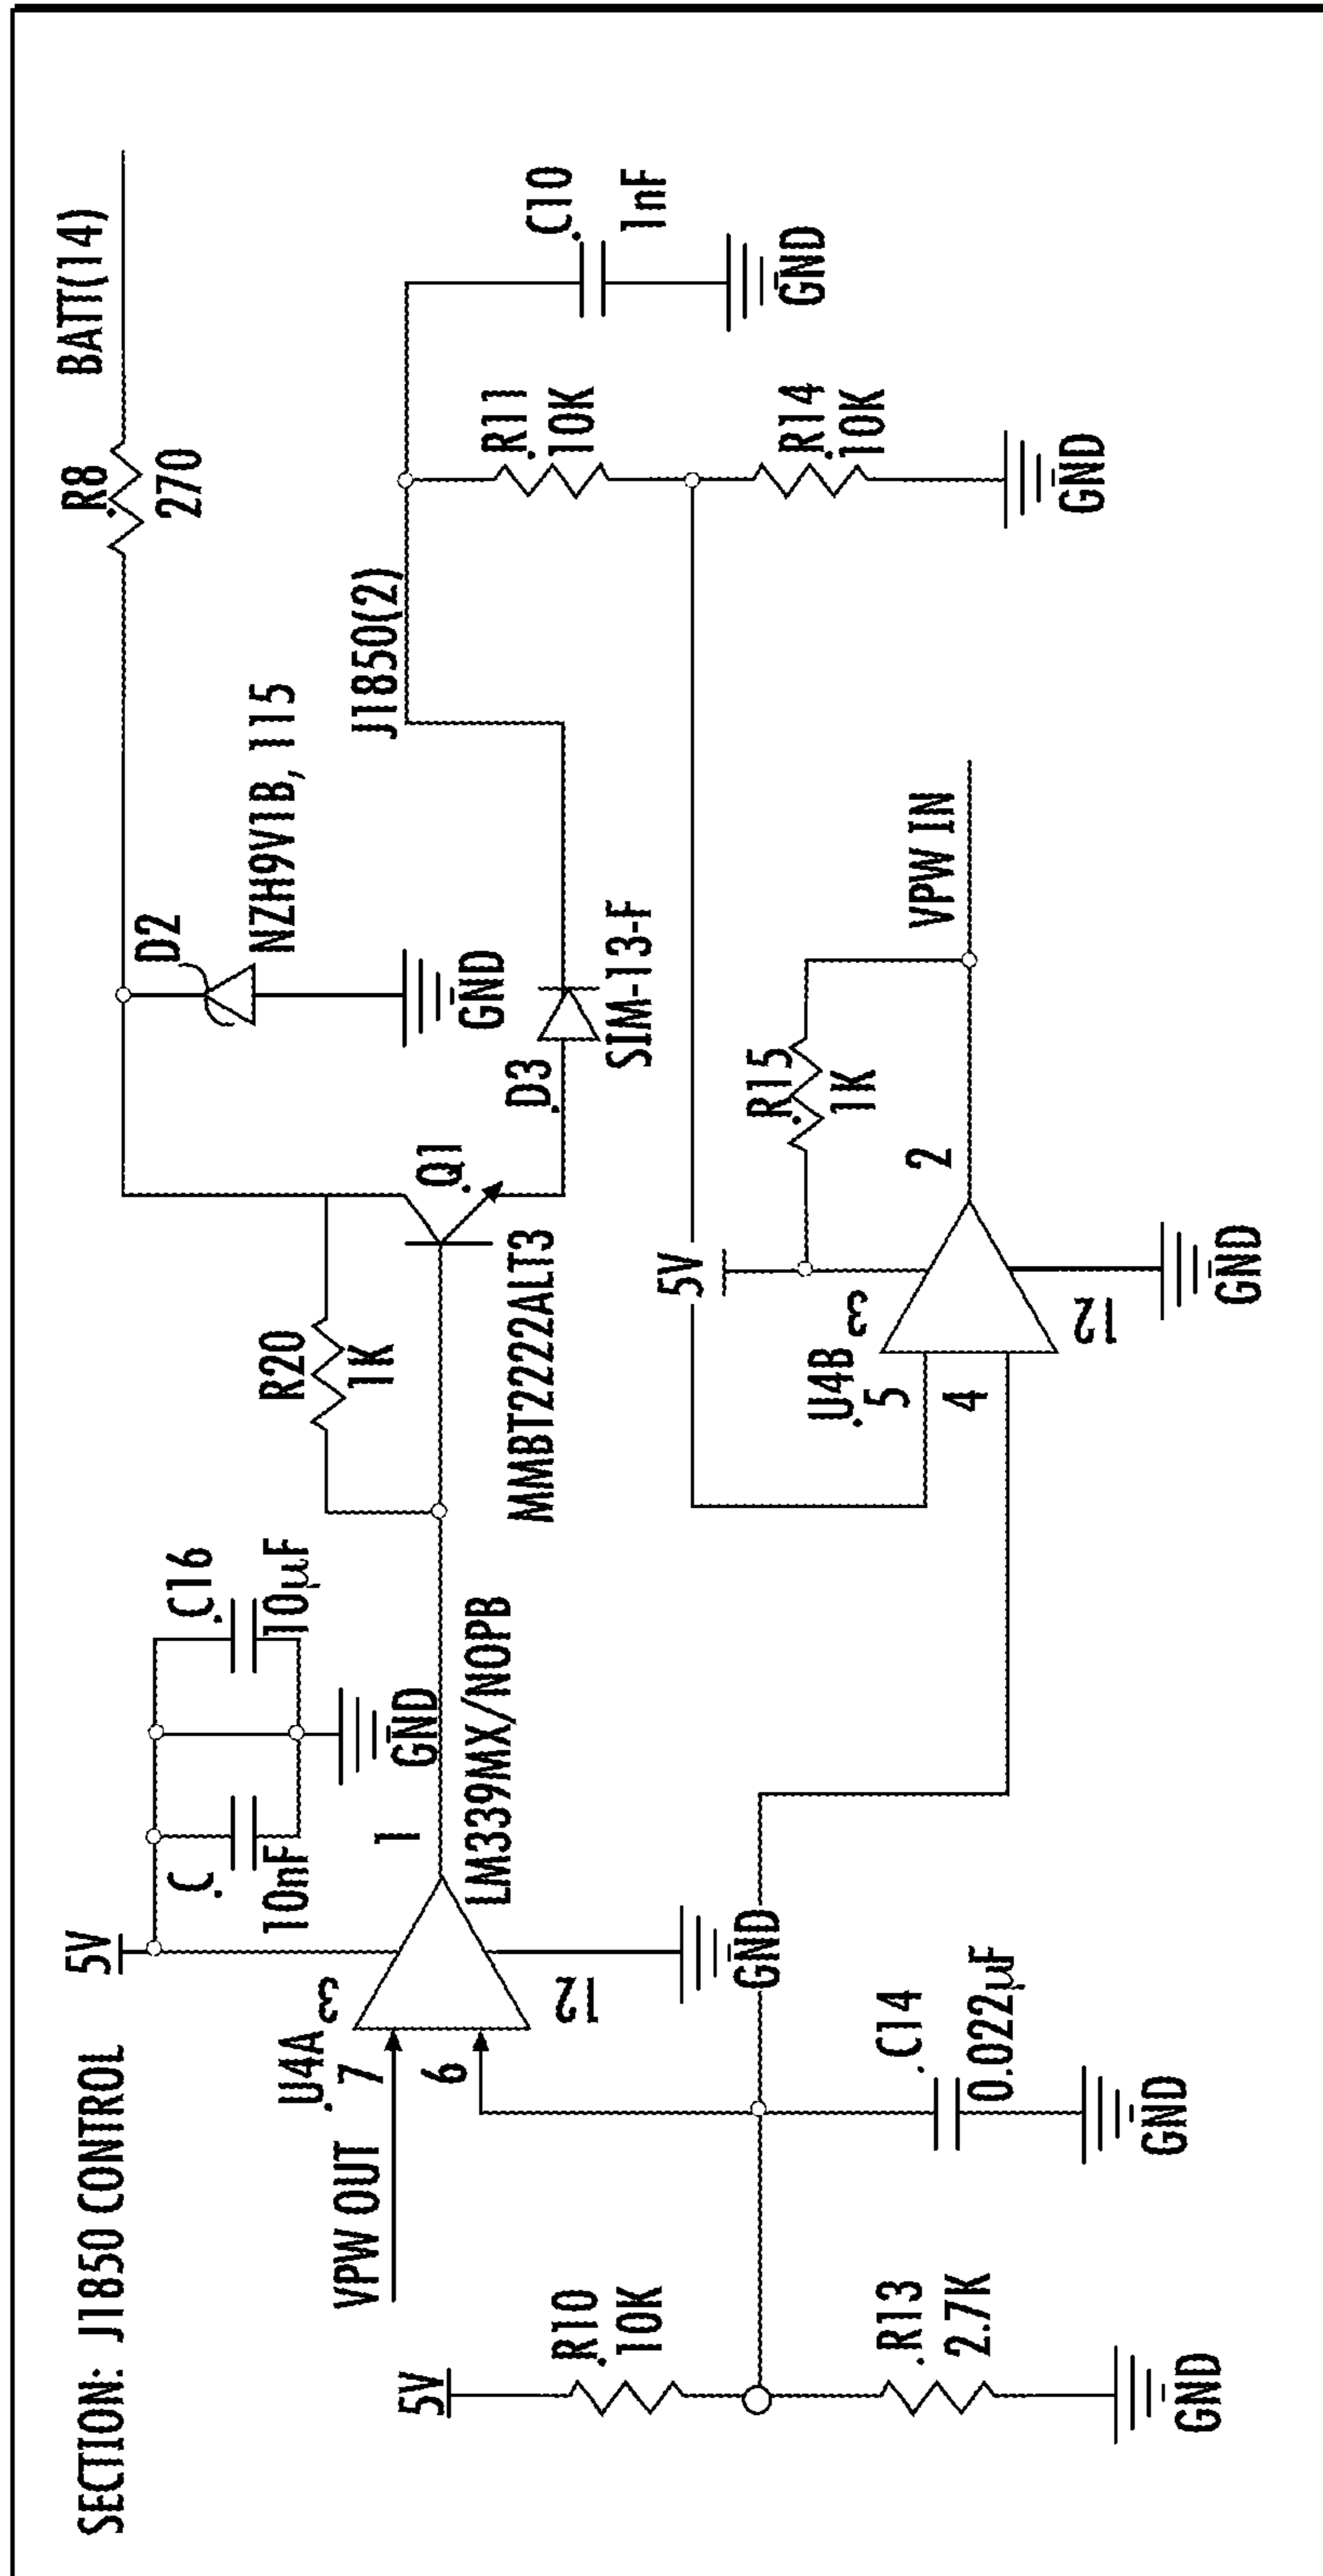 SECTION: J1850 CONTROL
5V
C
10nF
C16
10µF
GND
U4A
3
7
6
1
12
VPW OUT
LM339MX/NOPB
GND
R20
1K
Q1
MMBT2222ALT3
D2
NZH9V1B, 115
GND
R8
270
BATT(14)
D3
SIM-13-F
J1850(2)
C10
1nF
GND
R11
10K
R14
10K
GND
5V
R10
10K
R13
2.7K
GND
C14
0.022µF
GND
5V
U4B
3
5
4
2
12
GND
R15
1K
VPW IN